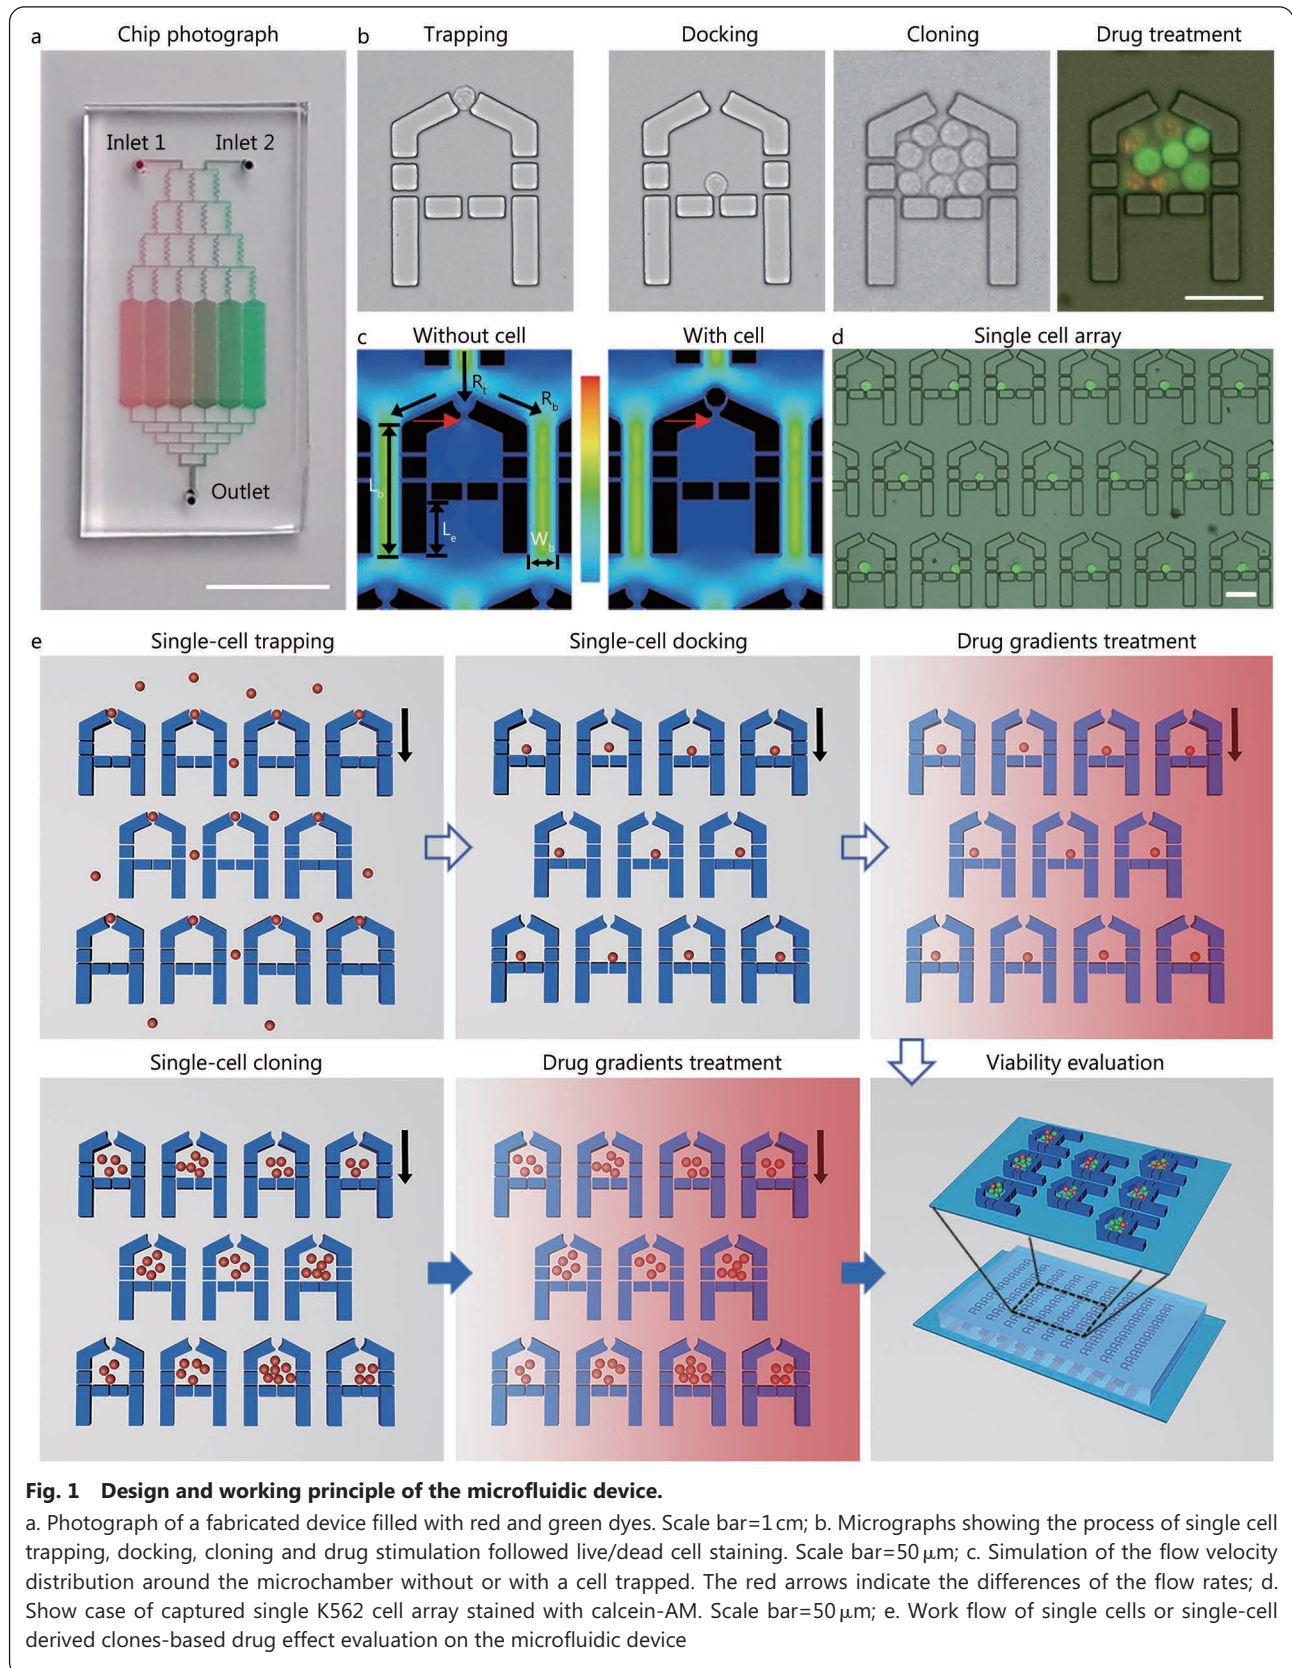 a
Chip photograph
Inlet 1
Inlet 2
Outlet
b
Trapping
Docking
Cloning
Drug treatment
c
Without cell
With cell
Rt
Rb
Lb
Le
Wb
d
Single cell array
e
Single-cell trapping
Single-cell docking
Drug gradients treatment
Single-cell cloning
Drug gradients treatment
Viability evaluation
Fig. 1 Design and working principle of the microfluidic device.
a. Photograph of a fabricated device filled with red and green dyes. Scale bar=1 cm; b. Micrographs showing the process of single cell
trapping, docking, cloning and drug stimulation followed live/dead cell staining. Scale bar=50 μm; c. Simulation of the flow velocity
distribution around the microchamber without or with a cell trapped. The red arrows indicate the differences of the flow rates; d.
Show case of captured single K562 cell array stained with calcein-AM. Scale bar=50 μm; e. Work flow of single cells or single-cell
derived clones-based drug effect evaluation on the microfluidic device